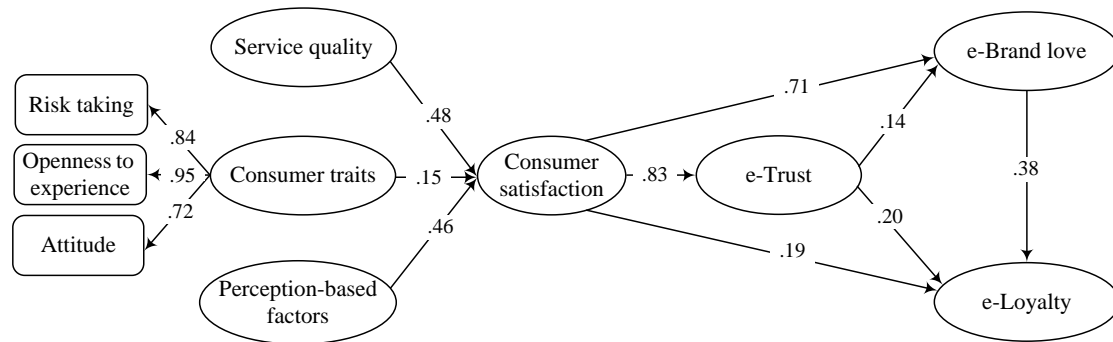 Service quality
e-Brand love
Risk taking
.71
.84
.48
.14
Openness to
experience
.95
Consumer traits
.15
Consumer
satisfaction
.83
e-Trust
.38
.72
Attitude
.46
.20
.19
Perception-based
factors
e-Loyalty